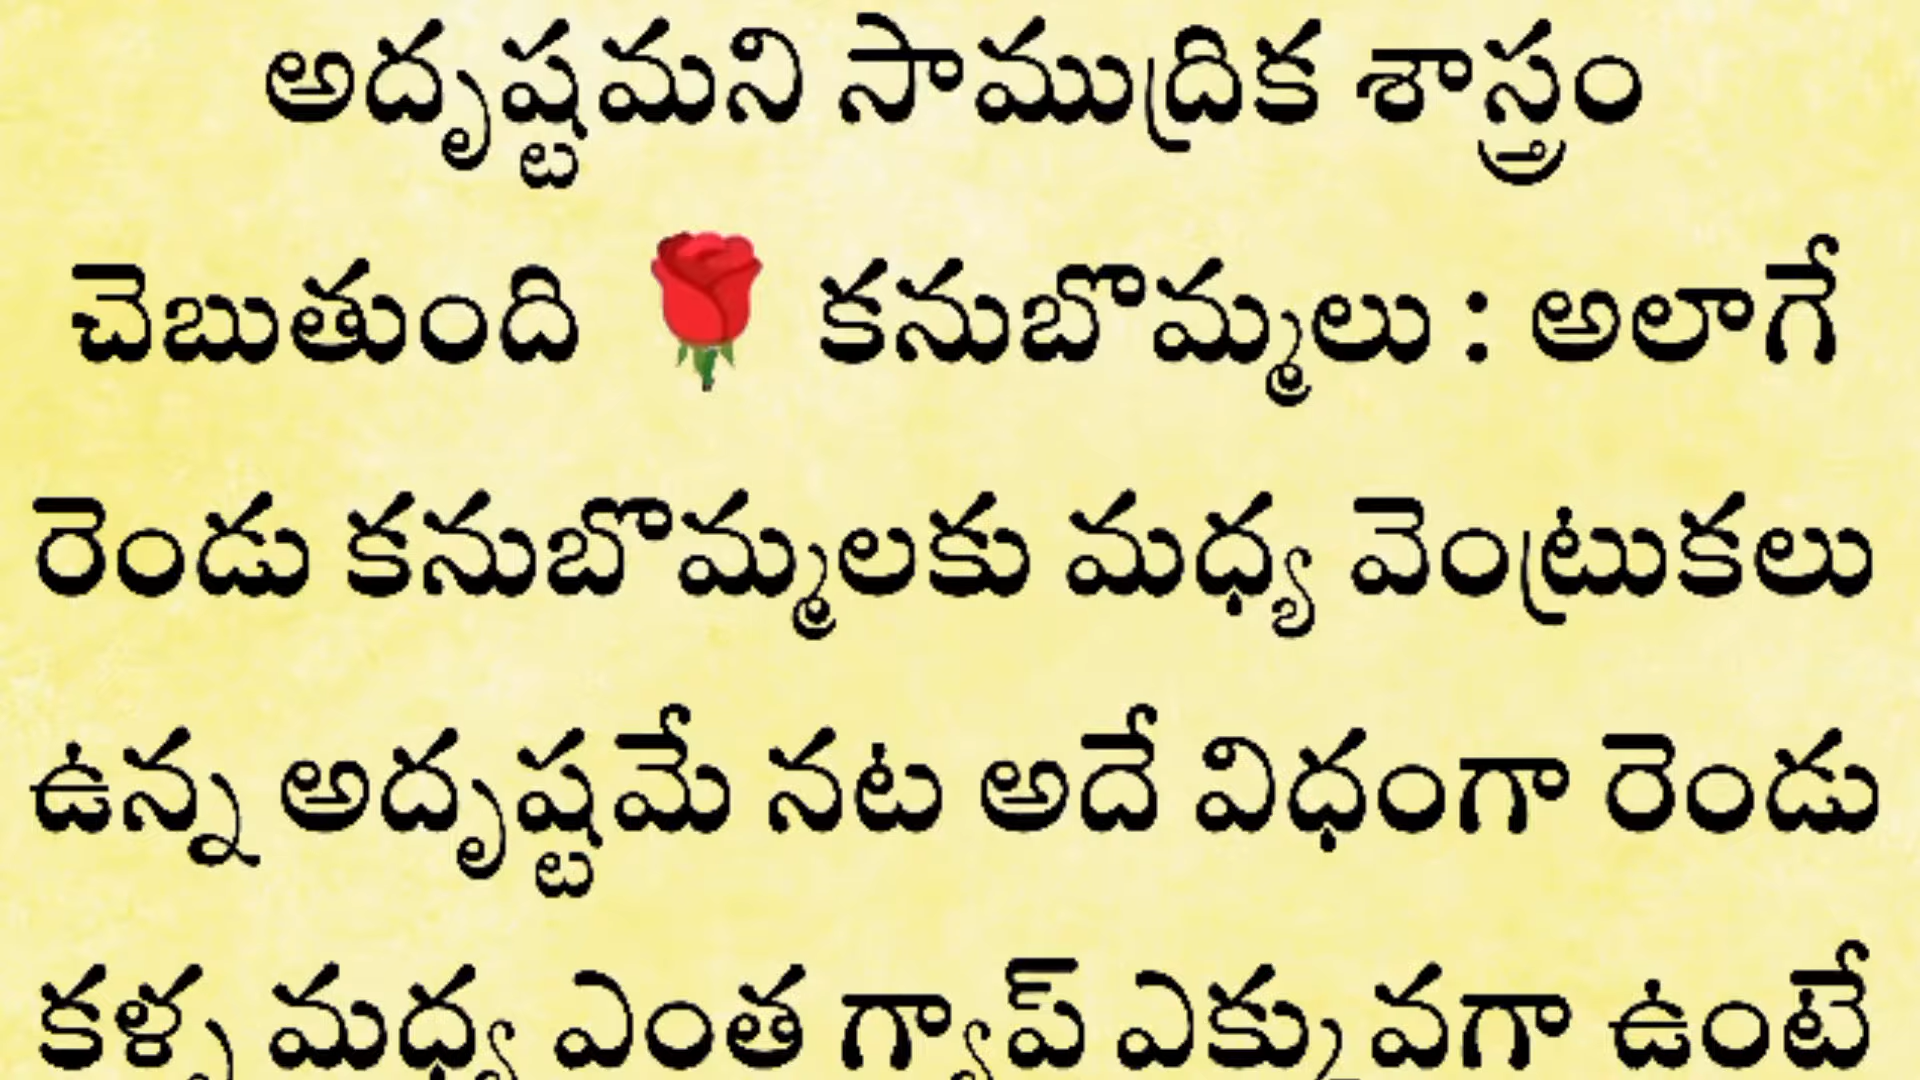 అదృష్టమని సాముద్రిక శాస్త్రం
చెబుతుంది 🌹 కనుబొమ్మలు : అలాగే
రెండు కనుబొమ్మలకు మధ్య వెంట్రుకలు
ఉన్న అదృష్టమే నట అదే విధంగా రెండు
కళ్ళ మధ్య ఎంత గ్యాప్ ఎక్కువగా ఉంటే